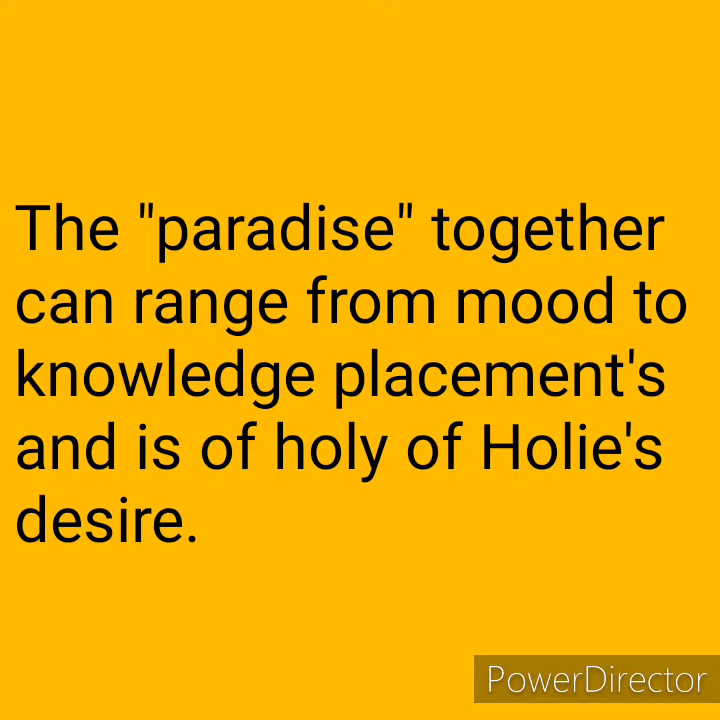 The "paradise" together
can range from mood to
knowledge placement's
and is of holy of Holie's
desire.
PowerDirector